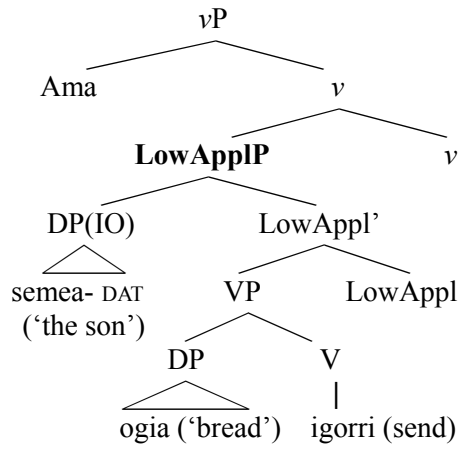 vP
Ama v
LowApplP v
DP(IO) LowAppl’
semea- DAT VP LowAppl
(‘the son’)
DP V
ogia (‘bread’) igorri (send)